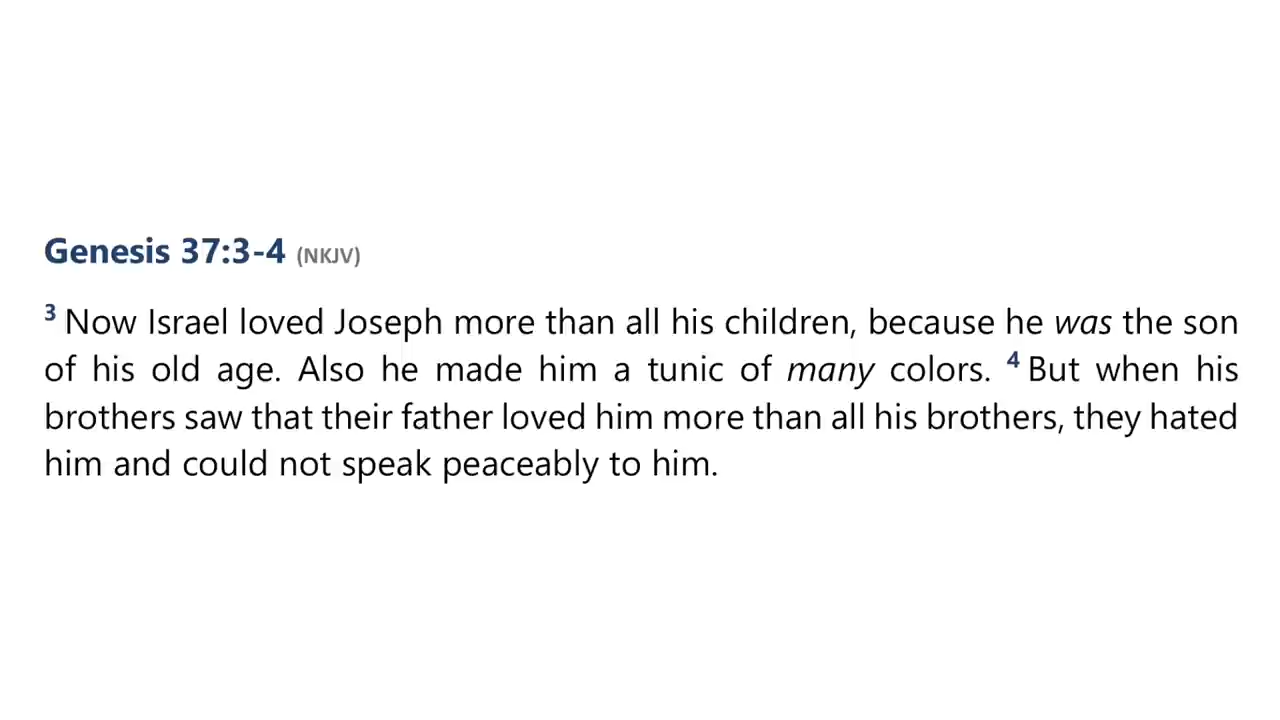 Genesis 37:3-4 (NKJV)
3 Now Israel loved Joseph more than all his children, because he was the son
of his old age. Also he made him a tunic of many colors. 4 But when his
brothers saw that their father loved him more than all his brothers, they hated
him and could not speak peaceably to him.